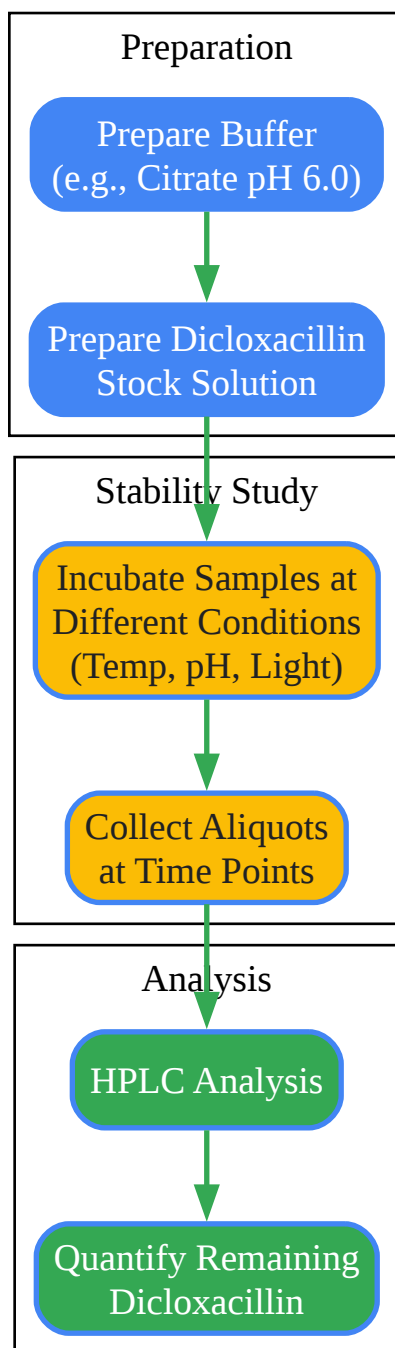 Preparation
Prepare Buffer
(e.g., Citrate pH 6.0)
Prepare Dicloxacillin
Stock Solution
Stability Study
Incubate Samples at
Different Conditions
(Temp, pH, Light)
Collect Aliquots
at Time Points
Analysis
HPLC Analysis
Quantify Remaining
Dicloxacillin